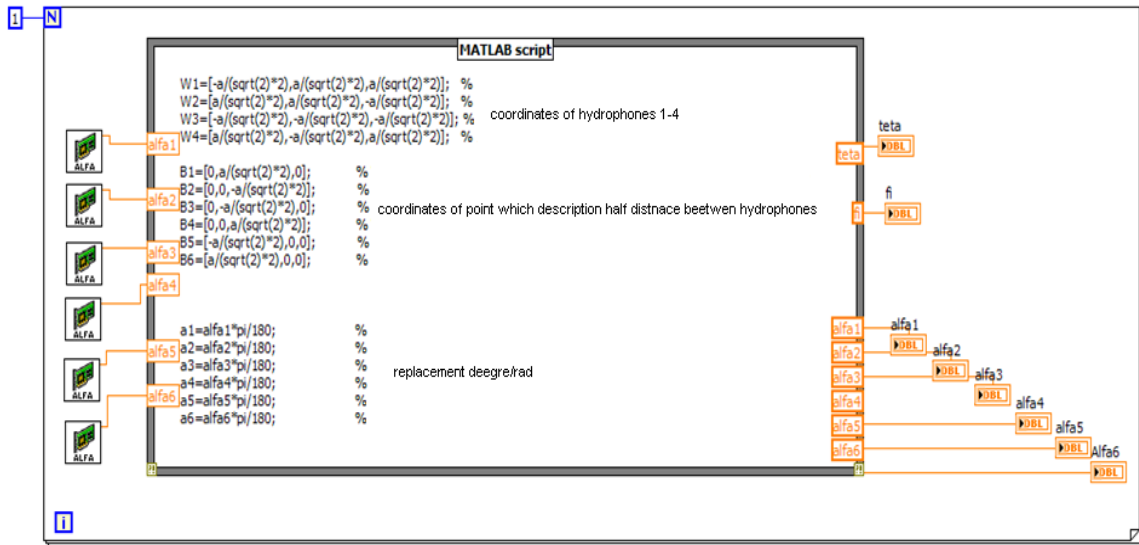 1 N
MATLAB script
W1=[-a/(sqrt(2)*2),a/(sqrt(2)*2),a/(sqrt(2)*2)]; %
W2=[a/(sqrt(2)*2),a/(sqrt(2)*2),-a/(sqrt(2)*2)]; %
W3=[-a/(sqrt(2)*2),-a/(sqrt(2)*2),-a/(sqrt(2)*2)]; %
W4=[a/(sqrt(2)*2),-a/(sqrt(2)*2),a/(sqrt(2)*2)]; %
coordinates of hydrophones 1-4
B1=[0,a/(sqrt(2)*2),0]; %
B2=[0,0,-a/(sqrt(2)*2)]; %
B3=[0,-a/(sqrt(2)*2),0]; %
B4=[0,0,a/(sqrt(2)*2)]; %
B5=[-a/(sqrt(2)*2),0,0]; %
B6=[a/(sqrt(2)*2),0,0]; %
coordinates of point which description half distnace beetwen hydrophones
a1=alfa1*pi/180; %
a2=alfa2*pi/180; %
a3=alfa3*pi/180; %
a4=alfa4*pi/180; %
a5=alfa5*pi/180; %
a6=alfa6*pi/180; %
replacement deegre/rad
ALFA
ALFA
ALFA
ALFA
ALFA
ALFA
alfa1
alfa2
alfa3
alfa4
alfa5
alfa6
teta
fi
alfa1
alfa2
alfa3
alfa4
alfa5
alfa6
teta
DBL
fi
DBL
alfa1
DBL
alfa2
DBL
alfa3
DBL
alfa4
DBL
alfa5
DBL
Alfa6
DBL
i